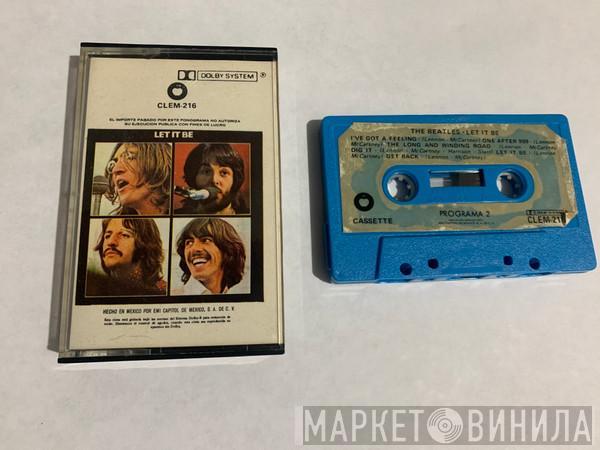 DOLBY SYSTEM ®
CLEM-216
EL IMPORTE PAGADO POR ESTE FONOGRAMA NO AUTORIZA
SU EJECUCION PUBLICA CON FINES DE LUCRO
LET IT BE
HECHO EN MEXICO POR EMI CAPITOL DE MEXICO, S. A. DE C. V.
THE BEATLES - LET IT BE
I'VE GOT A FEELING (Lennon - McCartney) ONE AFTER 909 (Lennon
McCartney) THE LONG AND WINDING ROAD (Lennon - McCartney)
DIG IT (Lennon - McCartney - Harrison - Starr) LET IT BE (Lennon
McCartney) GET BACK (Lennon - McCartney)
CASSETTE
PROGRAMA 2
CLEM-21
МАРКЕТ ВИНИЛА